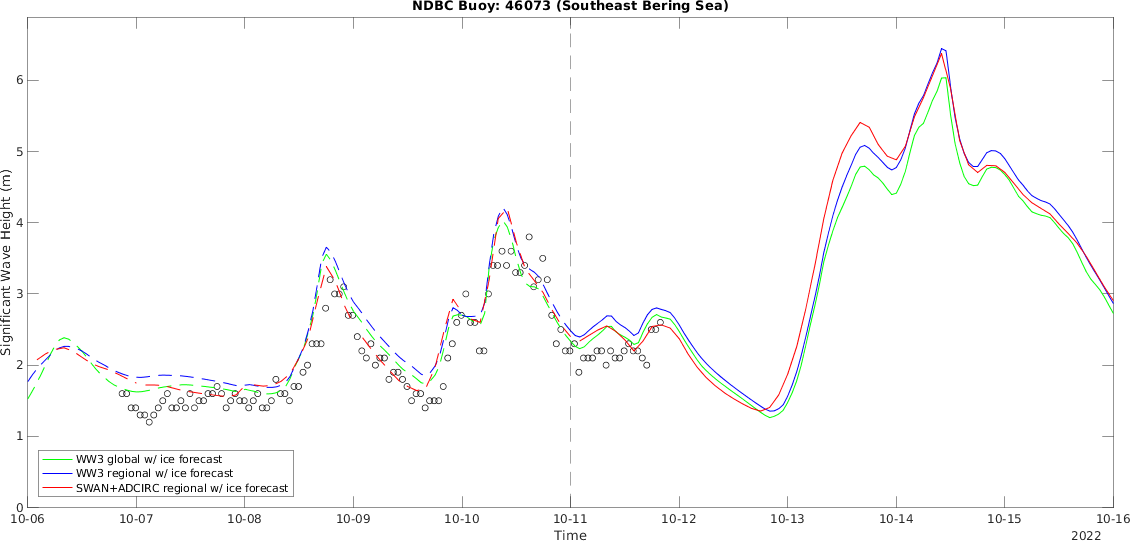 NDBC Buoy: 46073 (Southeast Bering Sea)
Significant Wave Height (m)
6
5
4
3
2
1
0
WW3 global w/ ice forecast
WW3 regional w/ ice forecast
SWAN+ADCIRC regional w/ ice forecast
10-06 10-07 10-08 10-09 10-10 10-11 10-12 10-13 10-14 10-15 10-16
Time
2022